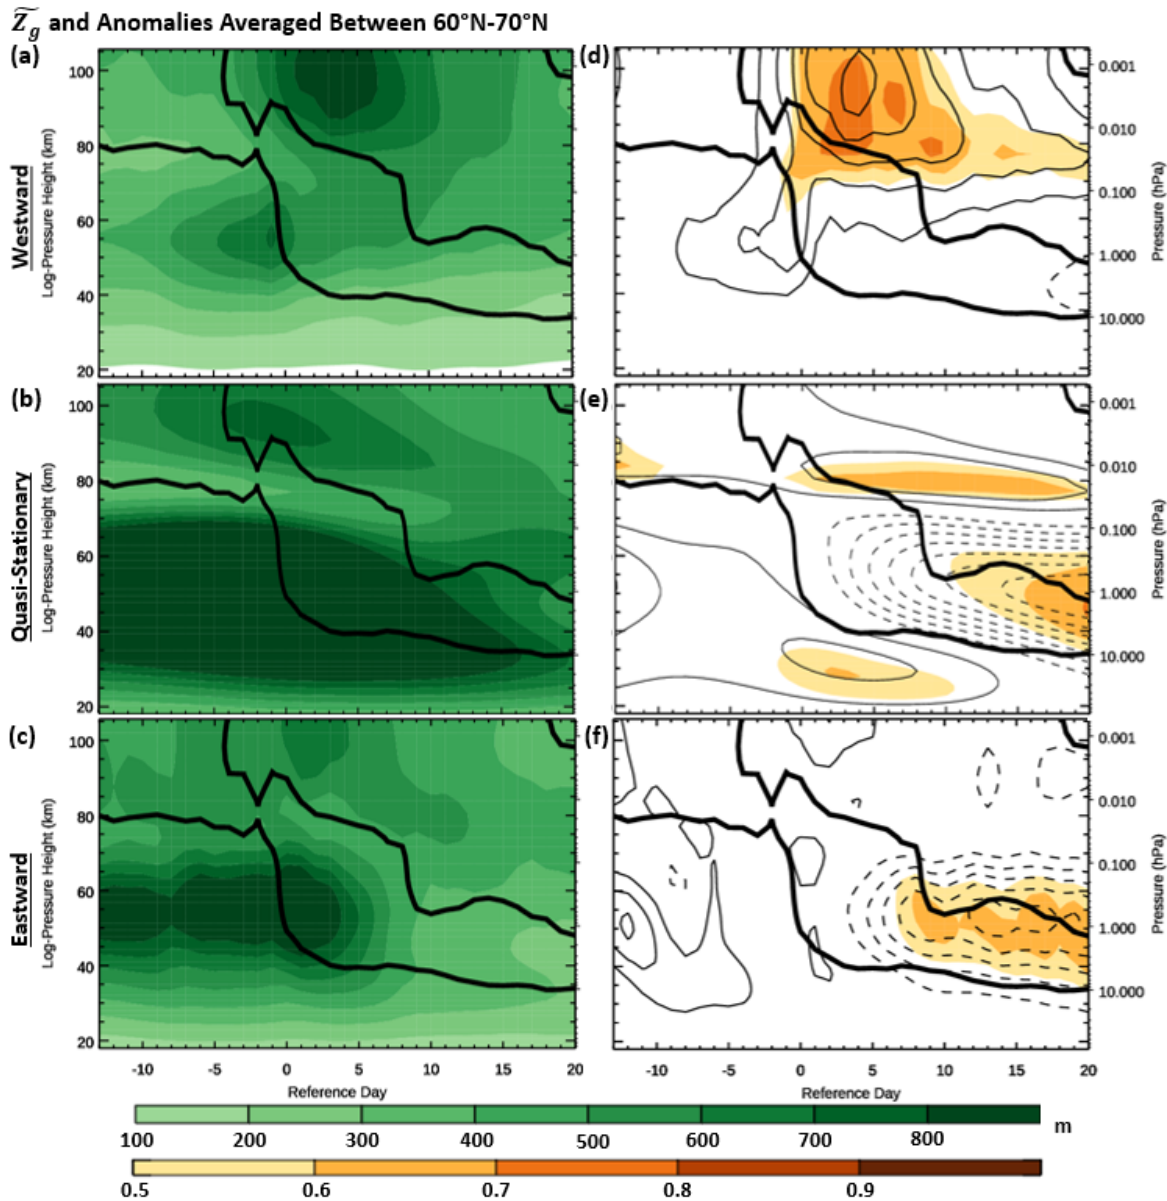 Z̃g and Anomalies Averaged Between 60°N-70°N
(a)
(d)
Westward
Log-Pressure Height (km)
100
80
60
40
20
0.001
0.010
0.100
1.000
10.000
Pressure (hPa)
(b)
(e)
Quasi-Stationary
Log-Pressure Height (km)
100
80
60
40
20
0.001
0.010
0.100
1.000
10.000
Pressure (hPa)
(c)
(f)
Eastward
Log-Pressure Height (km)
100
80
60
40
20
0.001
0.010
0.100
1.000
10.000
Pressure (hPa)
-10 -5 0 5 10 15 20
-10 -5 0 5 10 15 20
Reference Day
Reference Day
100 200 300 400 500 600 700 800 m
0.5 0.6 0.7 0.8 0.9